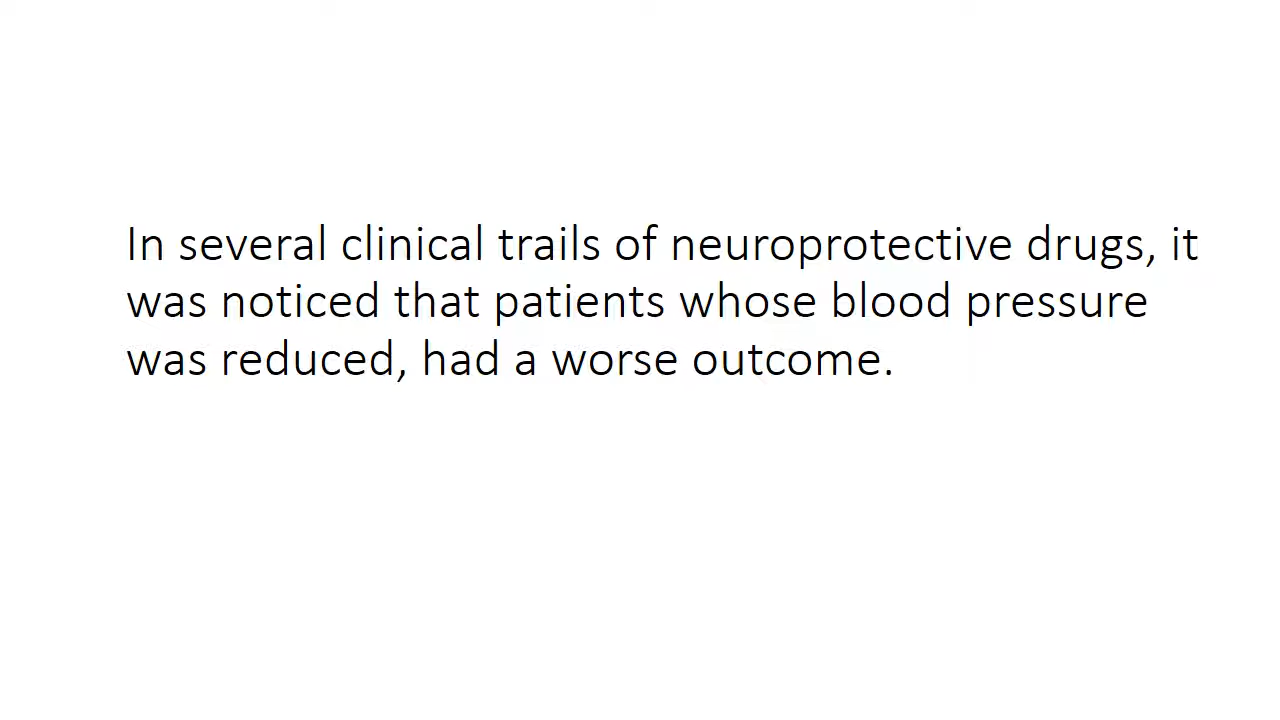 In several clinical trails of neuroprotective drugs, it
was noticed that patients whose blood pressure
was reduced, had a worse outcome.